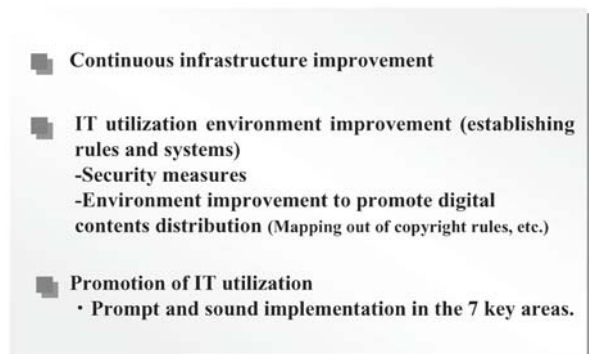 Continuous infrastructure improvement
IT utilization environment improvement (establishing
rules and systems)
-Security measures
-Environment improvement to promote digital
contents distribution (Mapping out of copyright rules, etc.)
Promotion of IT utilization
・Prompt and sound implementation in the 7 key areas.